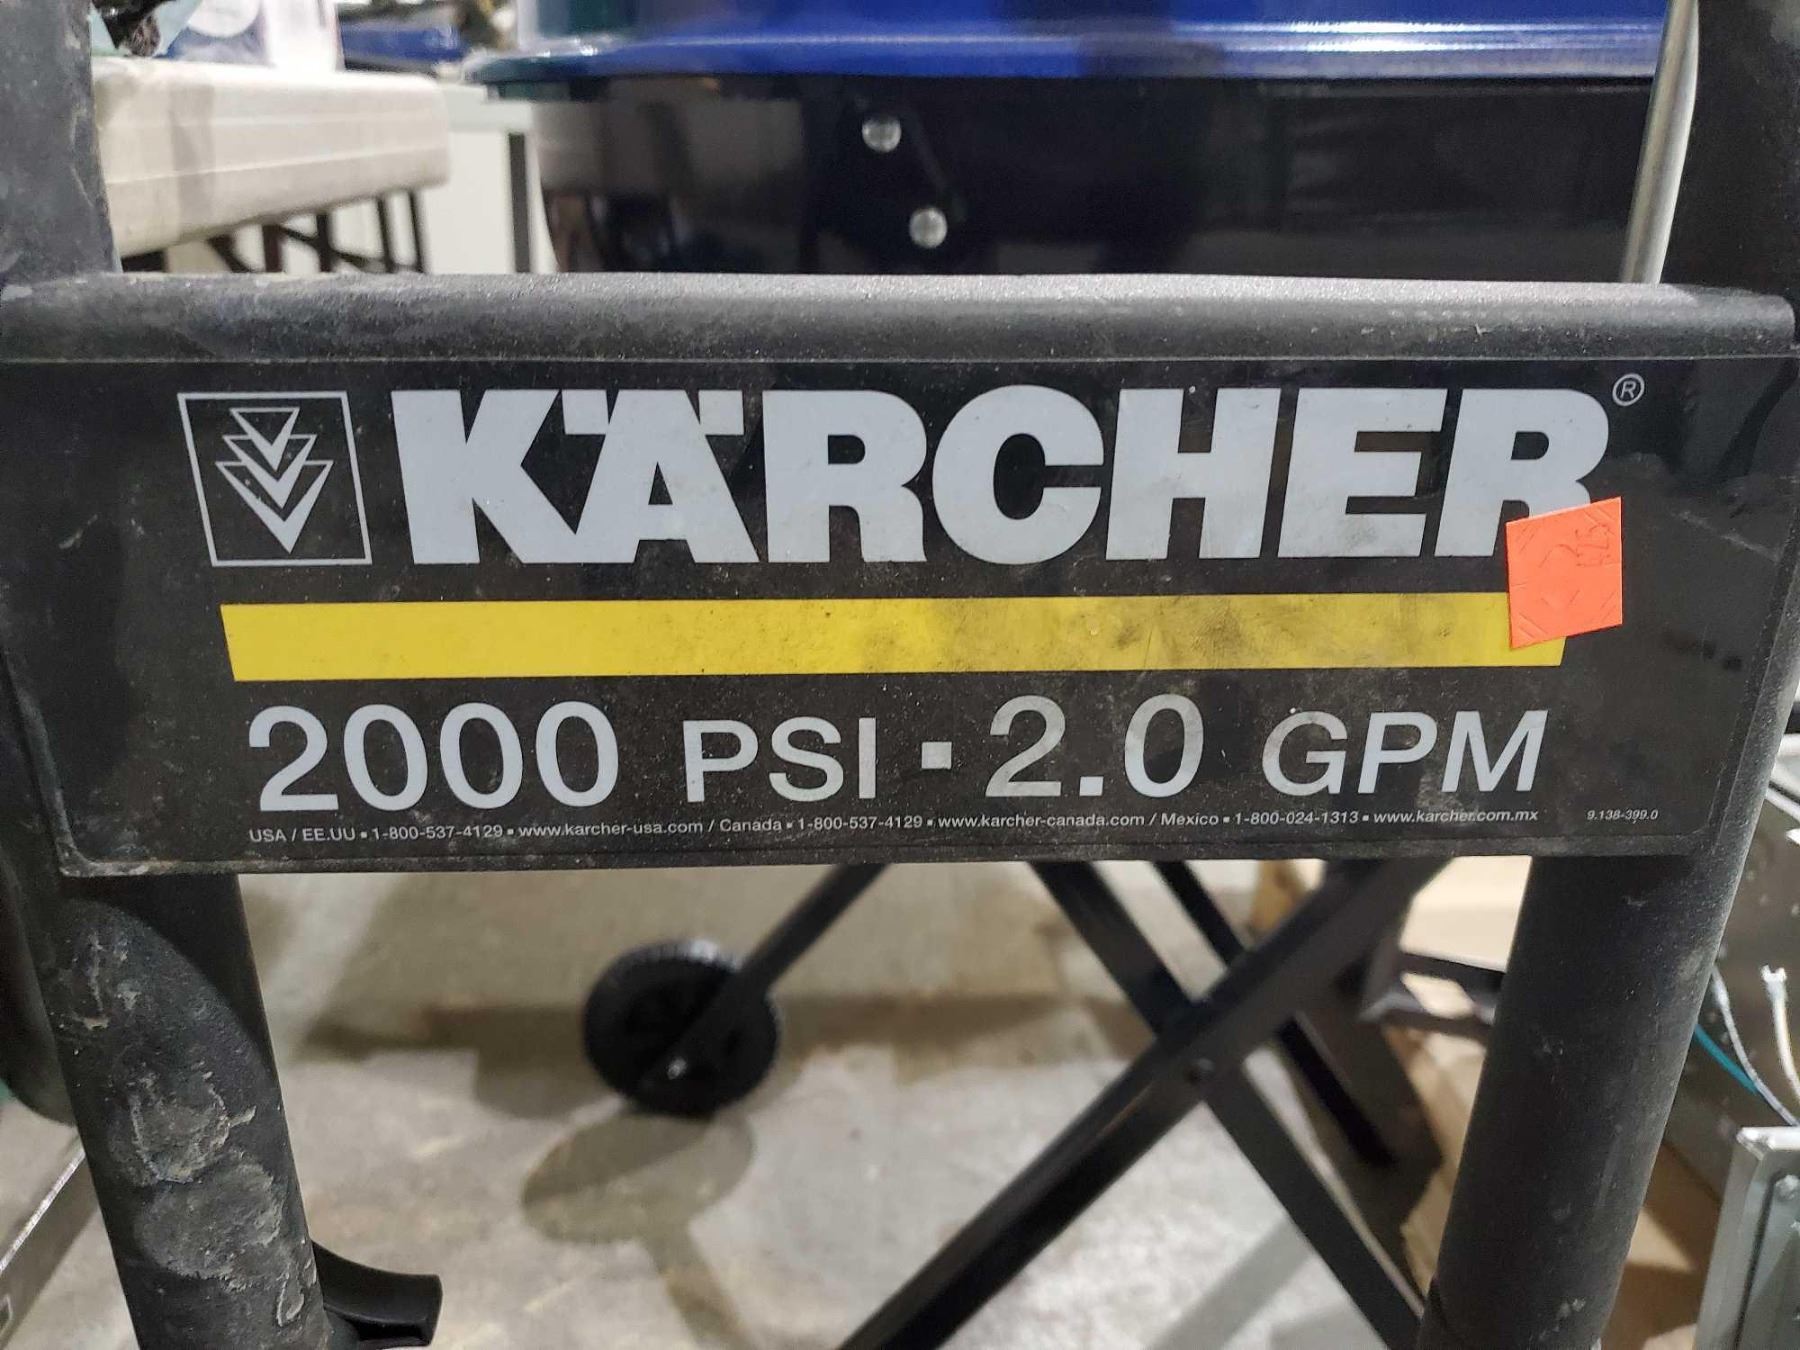 KÄRCHER®
2000 PSI ▪ 2.0 GPM
USA / EE.UU ▪ 1-800-537-4129 ▪ www.karcher-usa.com / Canada ▪ 1-800-537-4129 ▪ www.karcher-canada.com / Mexico ▪ 1-800-024-1313 ▪ www.karcher.com.mx 9.138-399.0